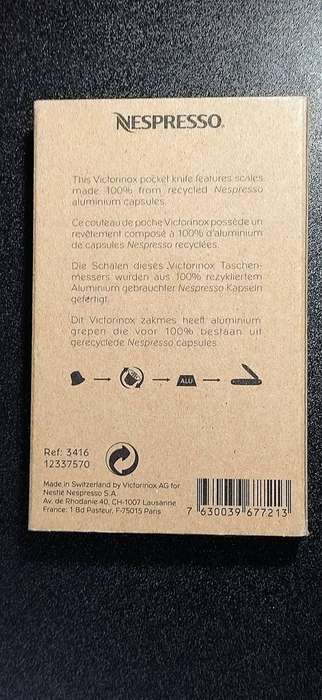 NESPRESSO.
This Victorinox pocket knife features scales
made 100% from recycled Nespresso
aluminium capsules.
Ce couteau de poche Victorinox possède un
revêtement composé à 100% d'aluminium
de capsules Nespresso recyclées.
Die Schalen dieses Victorinox Taschen-
messers wurden aus 100% rezykliertem
Aluminium gebrauchter Nespresso Kapseln
gefertigt.
Dit Victorinox zakmes heeft aluminium
grepen die voor 100% bestaan uit
gerecyclede Nespresso capsules.
ALU
Ref: 3416
12337570
Made in Switzerland by Victorinox AG for
Nestlé Nespresso S.A.
Av. de Rhodanie 40, CH-1007 Lausanne
France: 1 Bd Pasteur, F-75015 Paris
7 630039 677213